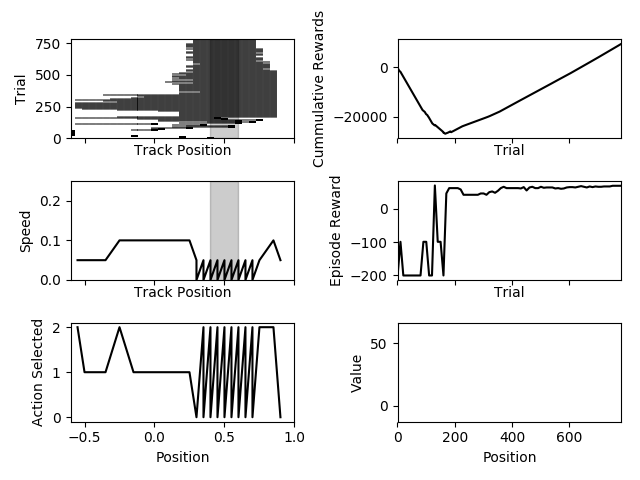 750
500
250
0
Trial
Track Position
0
−20000
Cummulative Rewards
Trial
0.2
0.1
0.0
Speed
Track Position
0
−100
−200
Episode Reward
Trial
2
1
0
Action Selected
−0.5 0.0 0.5 1.0
Position
50
0
Value
0 200 400 600
Position